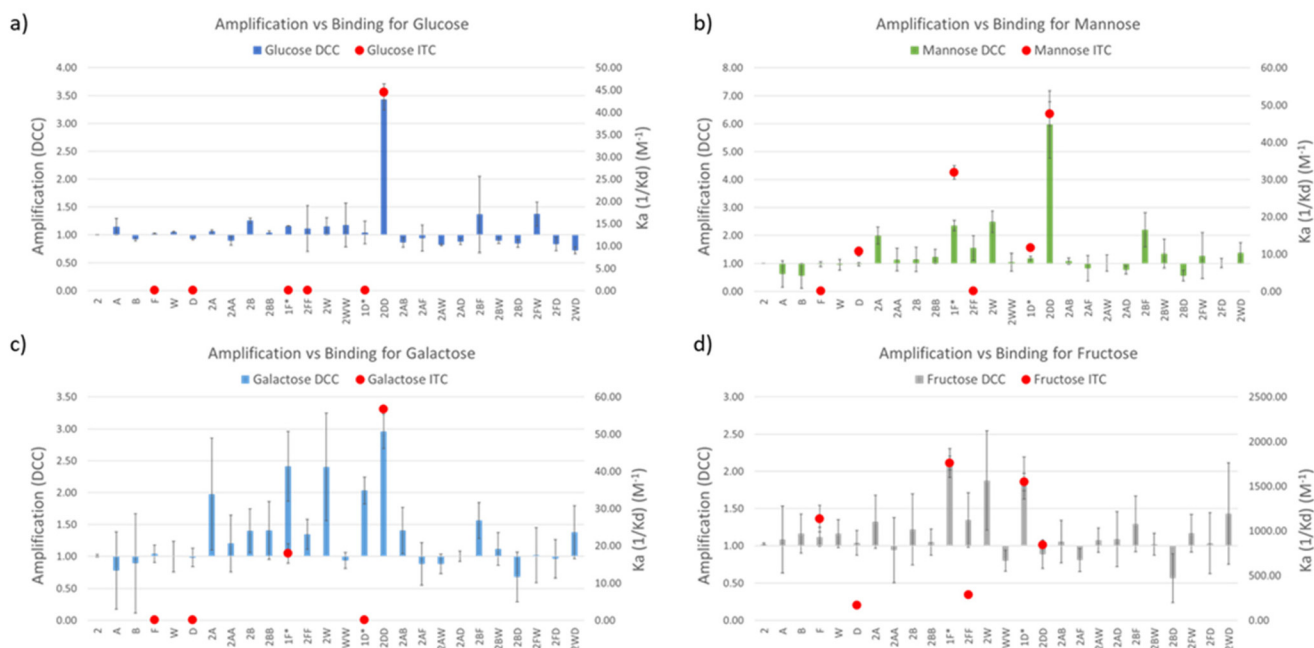 a)
Amplification vs Binding for Glucose
Glucose DCC Glucose ITC
Amplification (DCC)
4.00
3.50
3.00
2.50
2.00
1.50
1.00
0.50
0.00
50.00
45.00
40.00
35.00
30.00
25.00
20.00
15.00
10.00
5.00
0.00
Ka (1/Kd) (M⁻¹)
2 A B F W D 2A 2AA 2B 2BB 1F* 2FF 2W 2WW 1D* 2DD 2AB 2AF 2AW 2AD 2BF 2BW 2BD 2FW 2FD 2WD
b)
Amplification vs Binding for Mannose
Mannose DCC Mannose ITC
Amplification (DCC)
8.00
7.00
6.00
5.00
4.00
3.00
2.00
1.00
0.00
60.00
50.00
40.00
30.00
20.00
10.00
0.00
Ka (1/Kd) (M⁻¹)
2 A B F W D 2A 2AA 2B 2BB 1F* 2FF 2W 2WW 1D* 2DD 2AB 2AF 2AW 2AD 2BF 2BW 2BD 2FW 2FD 2WD
c)
Amplification vs Binding for Galactose
Galactose DCC Galactose ITC
Amplification (DCC)
3.50
3.00
2.50
2.00
1.50
1.00
0.50
0.00
60.00
50.00
40.00
30.00
20.00
10.00
0.00
Ka (1/Kd) (M⁻¹)
2 A B F W D 2A 2AA 2B 2BB 1F* 2FF 2W 2WW 1D* 2DD 2AB 2AF 2AW 2AD 2BF 2BW 2BD 2FW 2FD 2WD
d)
Amplification vs Binding for Fructose
Fructose DCC Fructose ITC
Amplification (DCC)
3.00
2.50
2.00
1.50
1.00
0.50
0.00
2500.00
2000.00
1500.00
1000.00
500.00
0.00
Ka (1/Kd) (M⁻¹)
2 A B F W D 2A 2AA 2B 2BB 1F* 2FF 2W 2WW 1D* 2DD 2AB 2AF 2AW 2AD 2BF 2BW 2BD 2FW 2FD 2WD